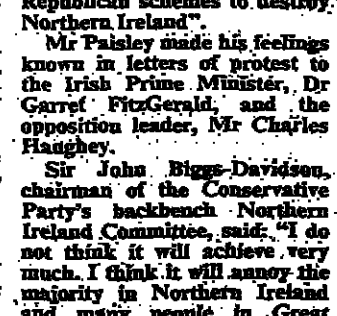 Republican schemes to destroy
Northern Ireland”.
Mr Paisley made his feelings
known in letters of protest to
the Irish Prime Minister, Dr
Garret FitzGerald, and the
opposition leader, Mr Charles
Haughey.
Sir John Biggs-Davidson,
chairman of the Conservative
Party's backbench Northern
Ireland Committee, said: “I do
not think it will achieve very
much. I think it will annoy the
majority in Northern Ireland
and many people in Great